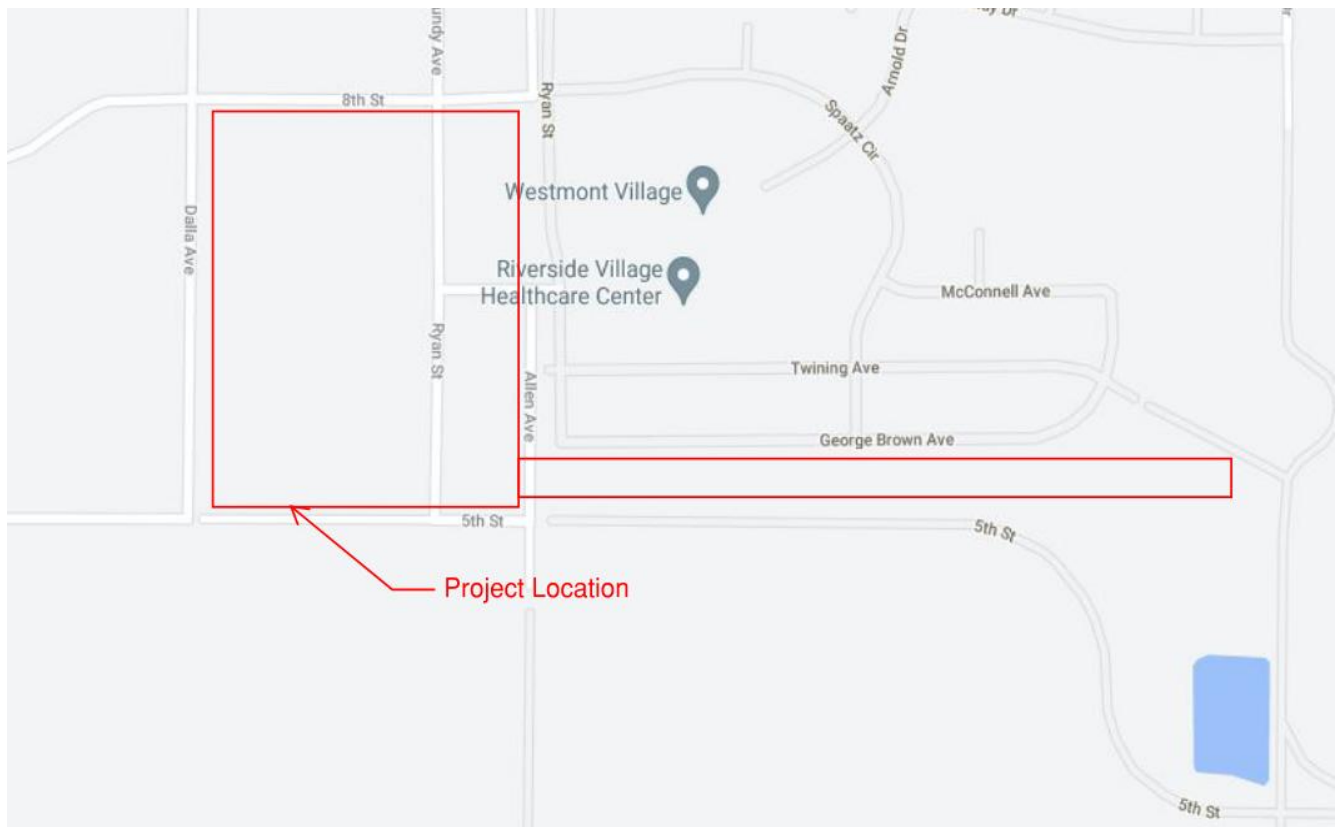 8th St
Ryan St
Arnold Dr
Spaatz Cir
Westmont Village
Dalla Ave
Riverside Village
Healthcare Center
McConnell Ave
Ryan St
Twining Ave
Allen Ave
George Brown Ave
5th St
5th St
Project Location
5th St